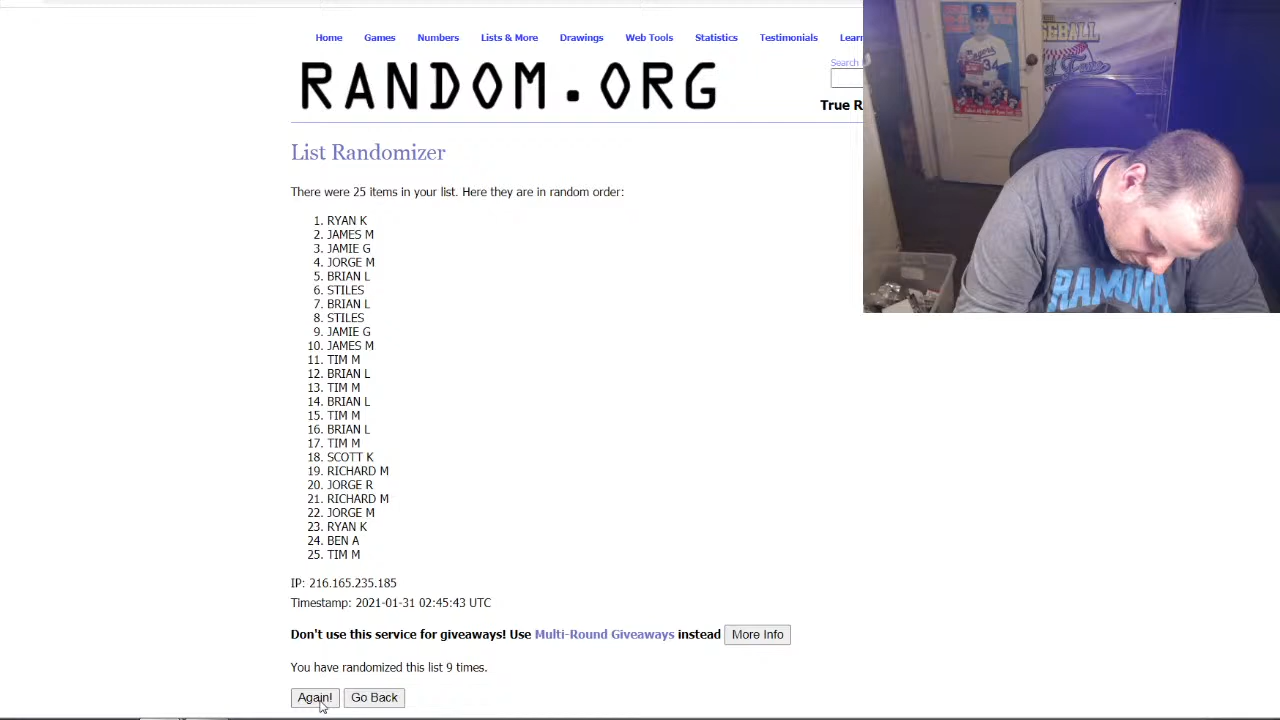 Home Games Numbers Lists & More Drawings Web Tools Statistics Testimonials Learn
Search
RANDOM.ORG
True R
List Randomizer
There were 25 items in your list. Here they are in random order:
1. RYAN K
2. JAMES M
3. JAMIE G
4. JORGE M
5. BRIAN L
6. STILES
7. BRIAN L
8. STILES
9. JAMIE G
10. JAMES M
11. TIM M
12. BRIAN L
13. TIM M
14. BRIAN L
15. TIM M
16. BRIAN L
17. TIM M
18. SCOTT K
19. RICHARD M
20. JORGE R
21. RICHARD M
22. JORGE M
23. RYAN K
24. BEN A
25. TIM M
IP: 216.165.235.185
Timestamp: 2021-01-31 02:45:43 UTC
Don't use this service for giveaways! Use Multi-Round Giveaways instead More Info
You have randomized this list 9 times.
Again! Go Back
34
RAMONA